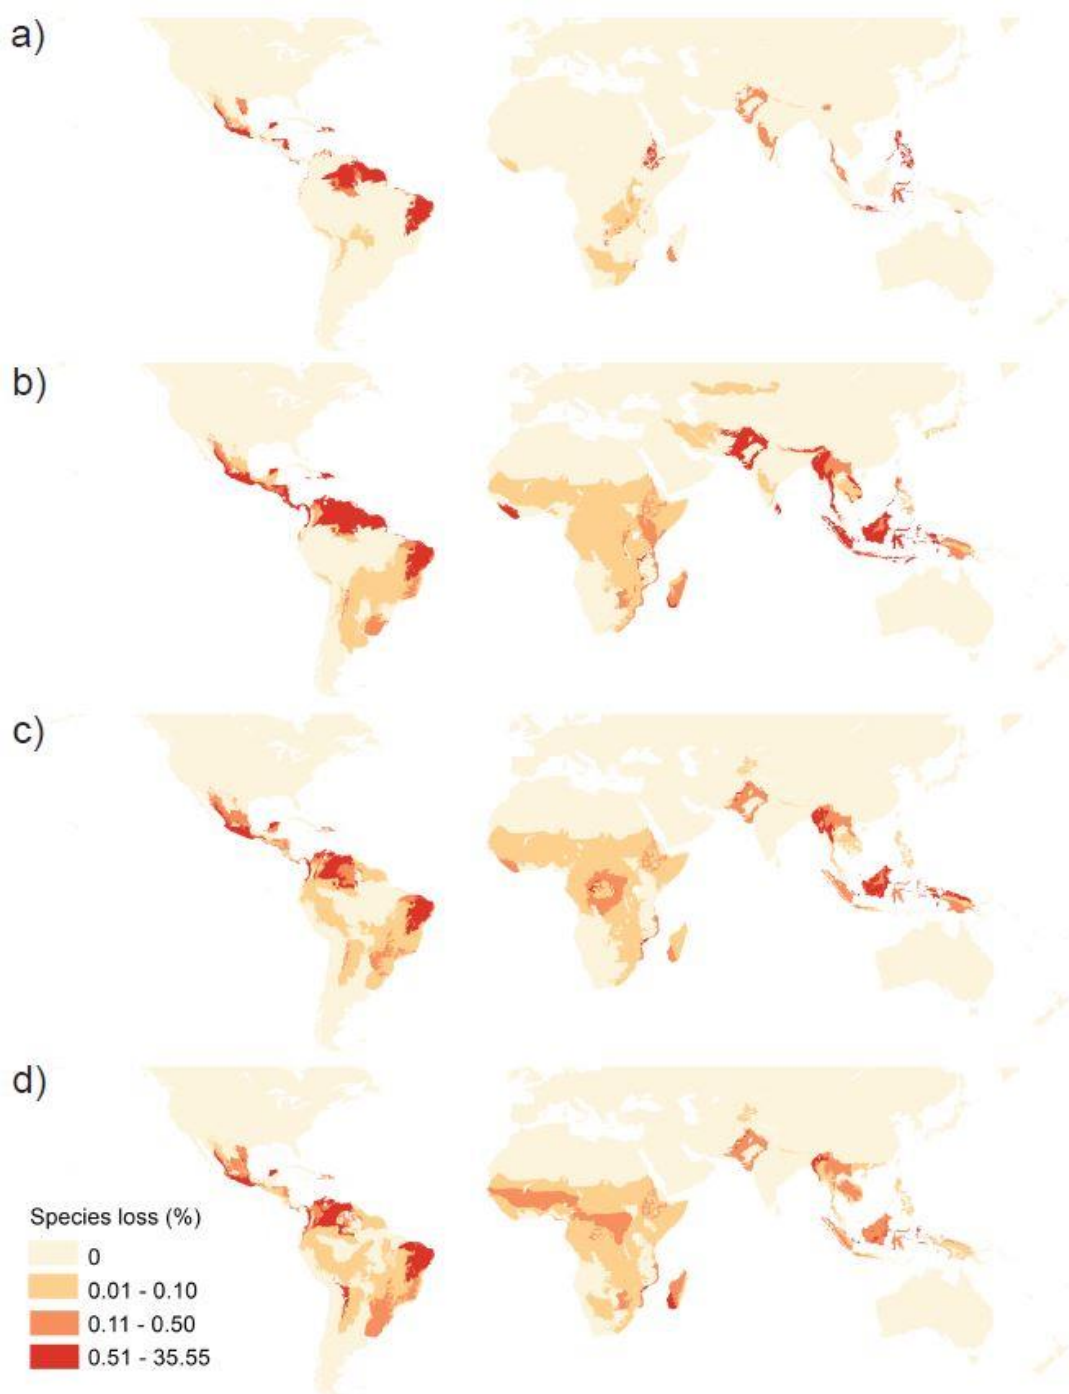 a)
b)
c)
d)
Species loss (%)
0
0.01 - 0.10
0.11 - 0.50
0.51 - 35.55